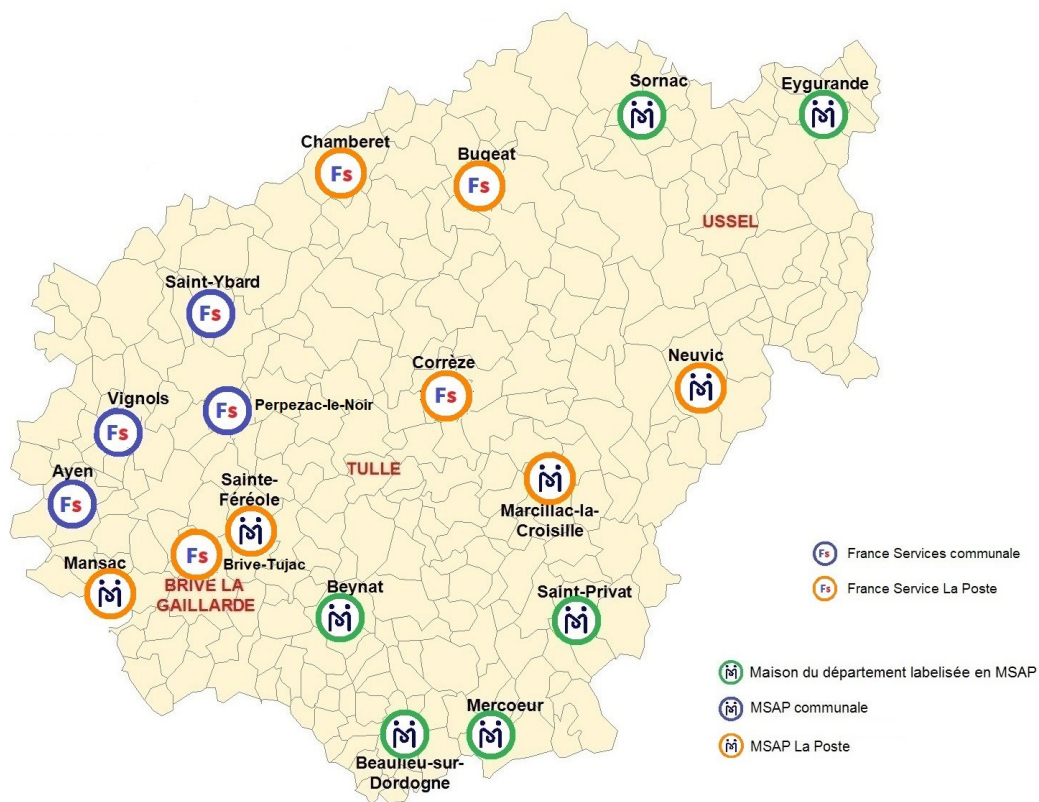 Sornac
Eygurande
Chamberet
Fs
Bugeat
Fs
USSEL
Saint-Ybard
Fs
Corrèze
Fs
Neuvic
Vignols
Fs
Fs
Perpezac-le-Noir
TULLE
Ayen
Fs
Sainte-
Féréole
Marcillac-la-
Croisille
Mansac
Fs
Brive-Tujac
BRIVE LA
GAILLARDE
Beynat
Saint-Privat
Mercoeur
Beaulieu-sur-
Dordogne
Fs France Services communale
Fs France Service La Poste
Maison du département labelisée en MSAP
MSAP communale
MSAP La Poste